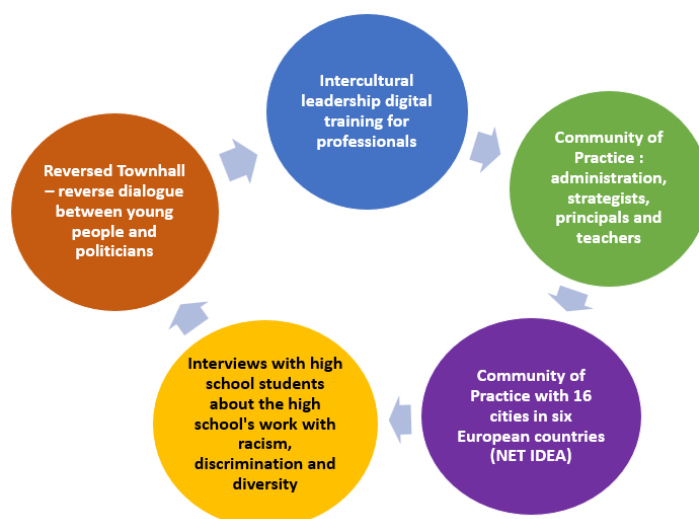 Intercultural
leadership digital
training for
professionals
Community of
Practice :
administration,
strategists,
principals and
teachers
Community of
Practice with 16
cities in six
European countries
(NET IDEA)
Interviews with high
school students
about the high
school's work with
racism,
discrimination and
diversity
Reversed Townhall
– reverse dialogue
between young
people and
politicians